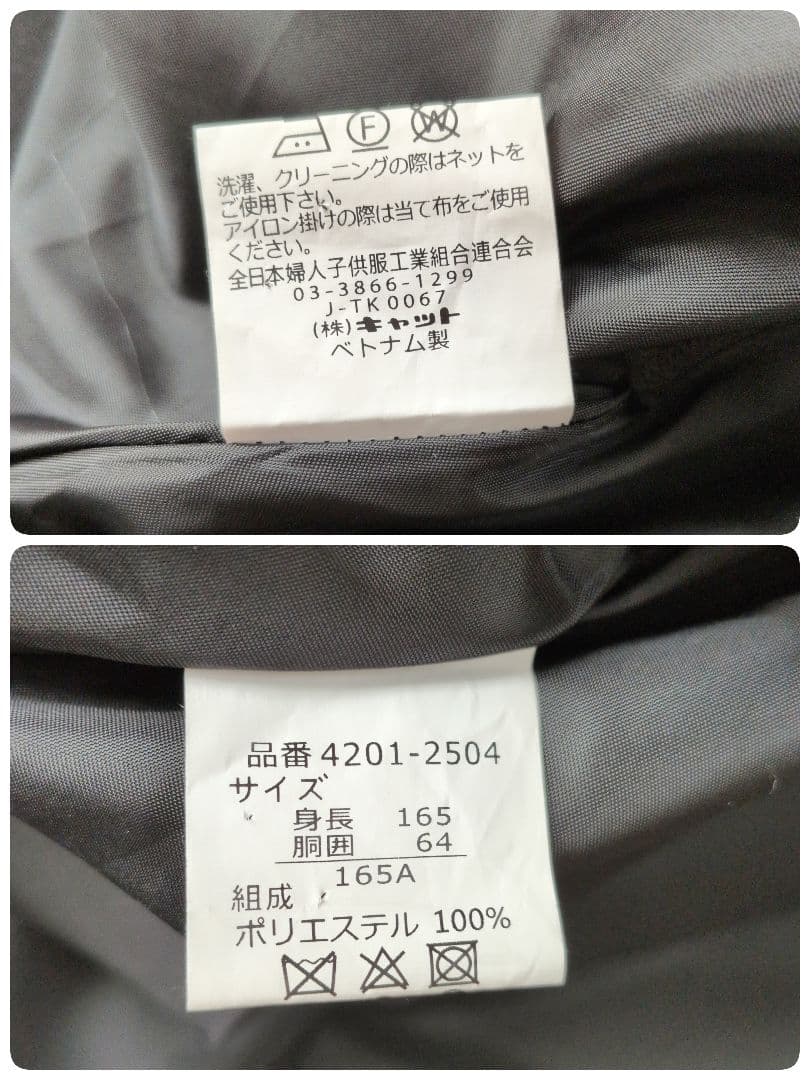 F
W
洗濯、クリーニングの際はネットを
ご使用下さい。
アイロン掛けの際は当て布をご使用
ください。
全日本婦人子供服工業組合連合会
03-3866-1299
J-TK0067
(株)キャット
ベトナム製
品番4201-2504
サイズ
身長 165
胴囲 64
165A
組成
ポリエステル 100%